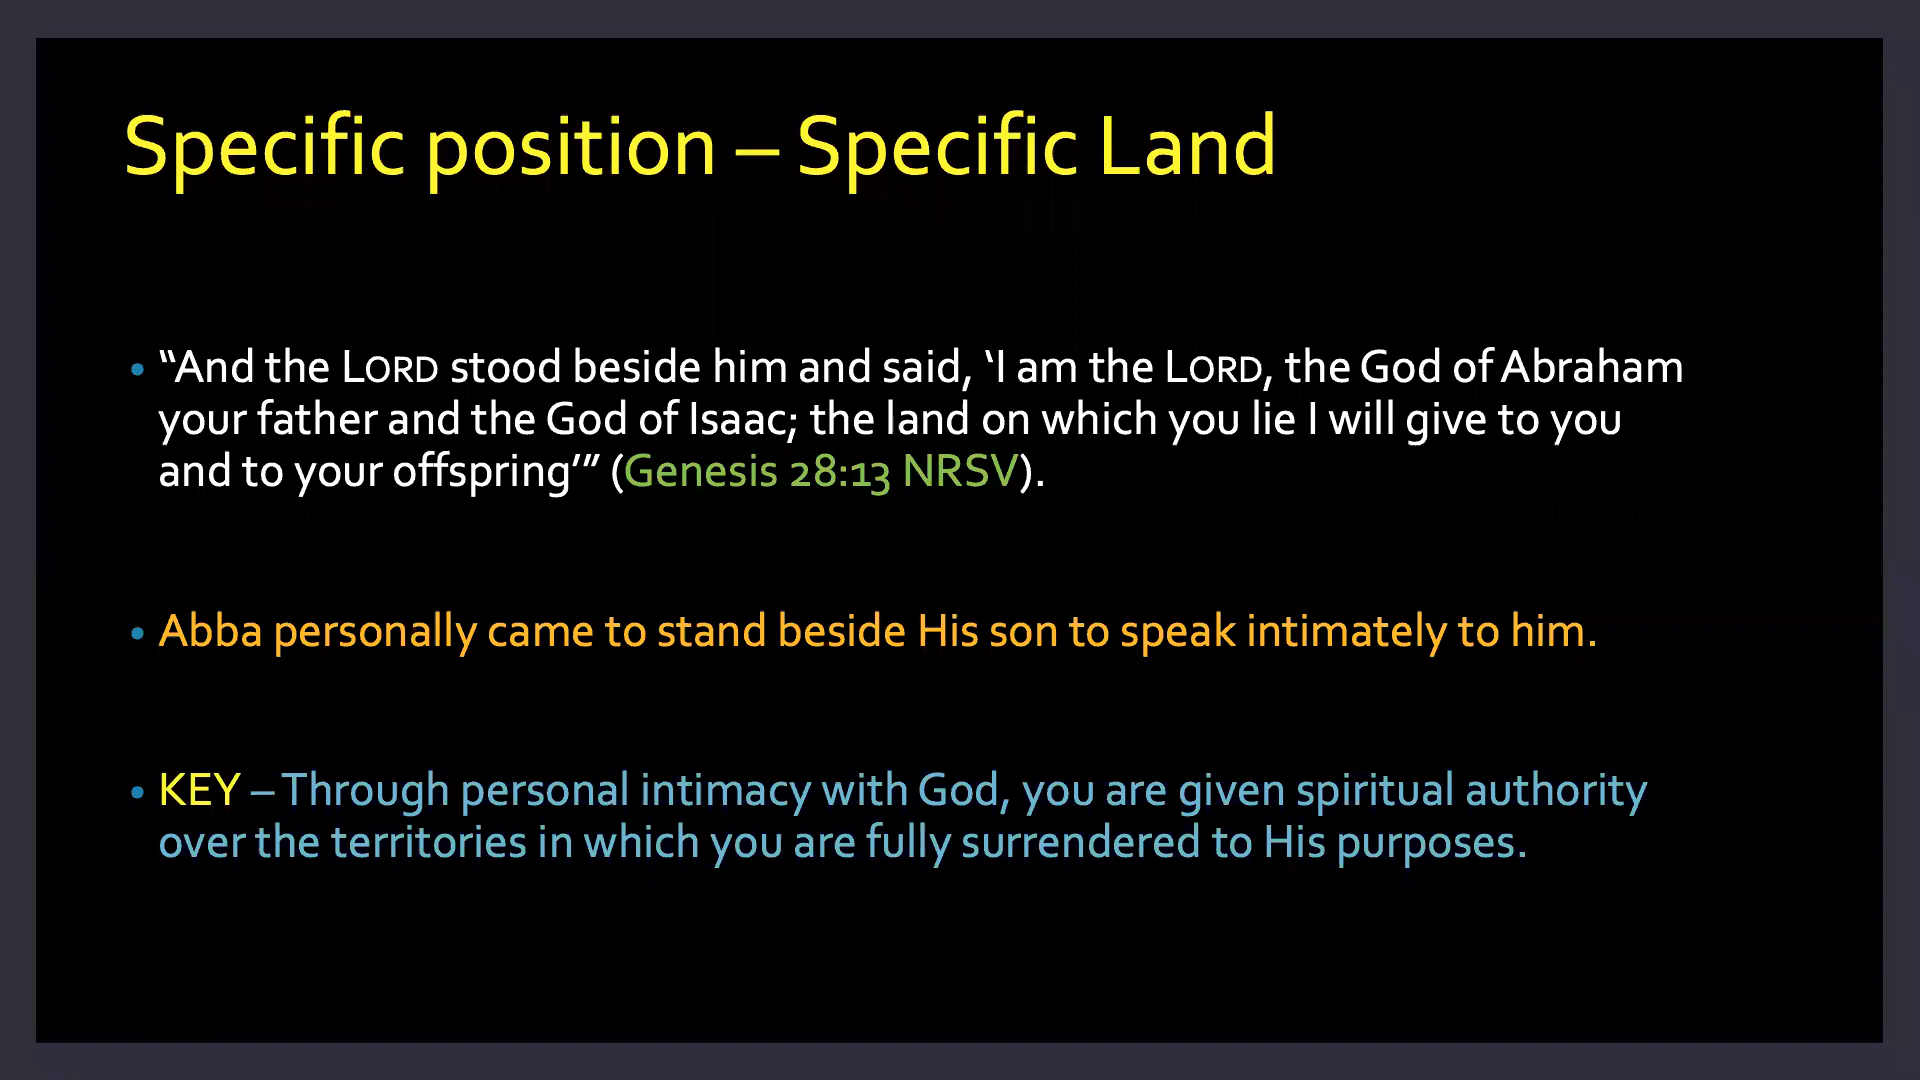 Specific position – Specific Land
• “And the LORD stood beside him and said, ‘I am the LORD, the God of Abraham
your father and the God of Isaac; the land on which you lie I will give to you
and to your offspring’” (Genesis 28:13 NRSV).
• Abba personally came to stand beside His son to speak intimately to him.
• KEY – Through personal intimacy with God, you are given spiritual authority
over the territories in which you are fully surrendered to His purposes.